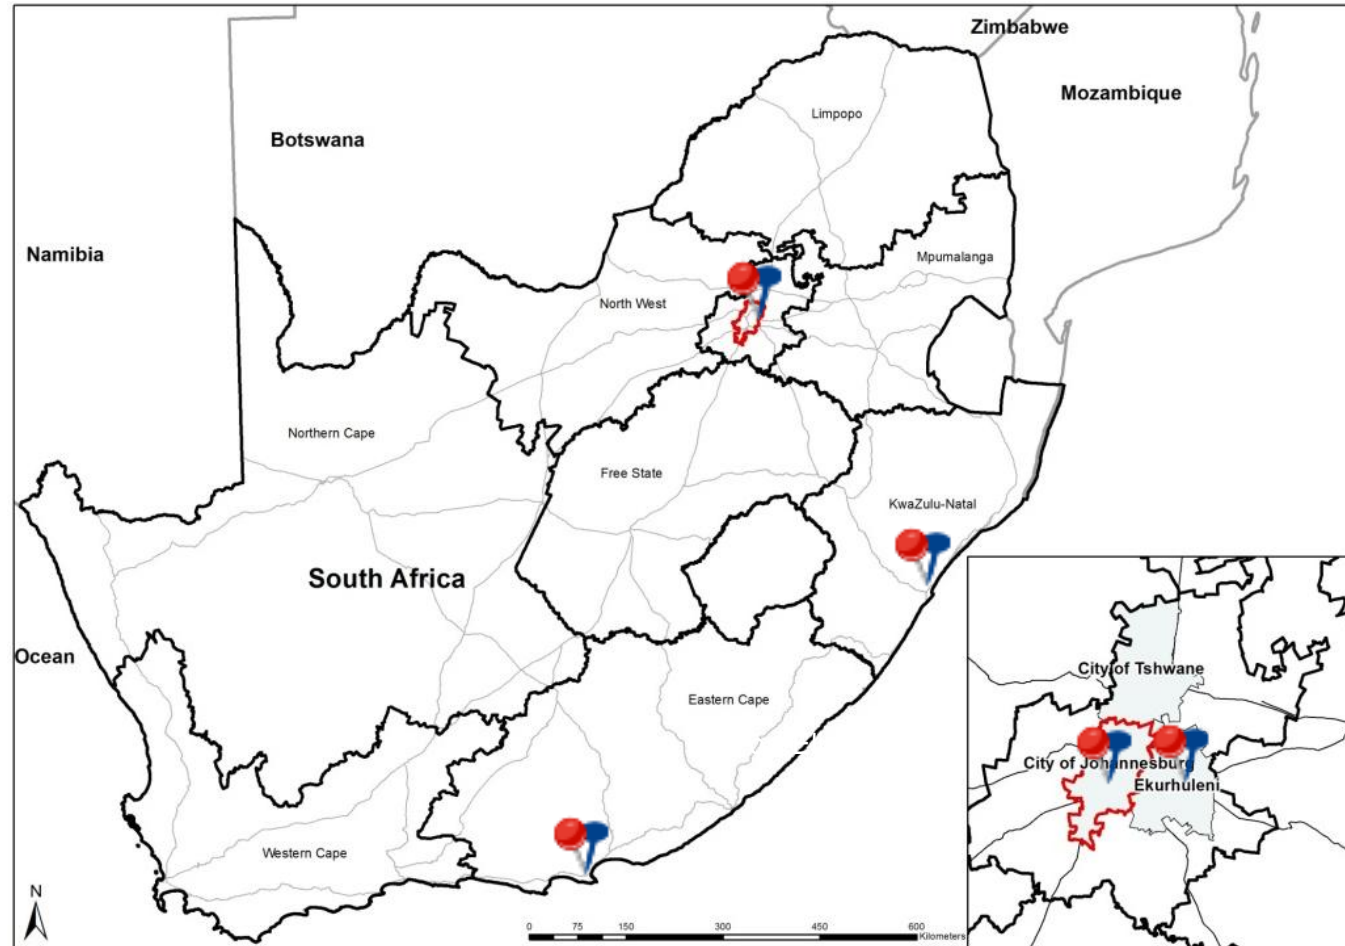 Zimbabwe
Mozambique
Limpopo
Botswana
Namibia
Mpumalanga
North West
Northern Cape
Free State
KwaZulu-Natal
South Africa
Ocean
Eastern Cape
Western Cape
City of Tshwane
City of Johannesburg
Ekurhuleni
N
0 75 150 300 450 600
Kilometers